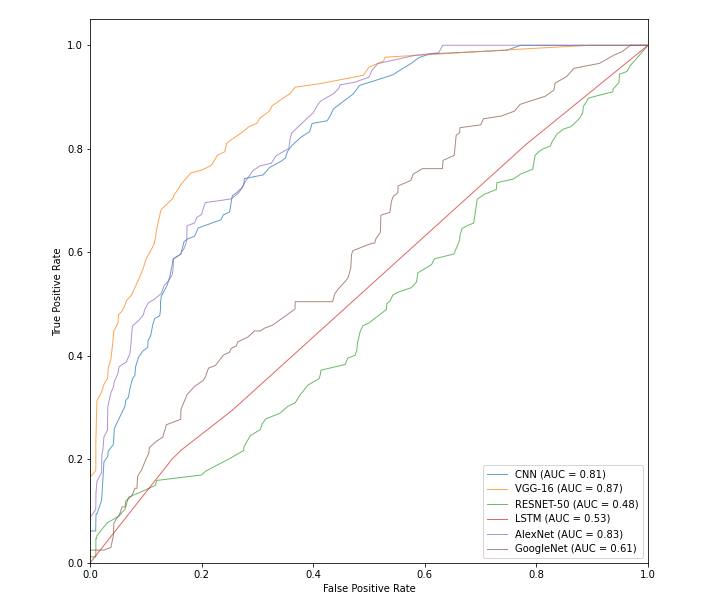 1.0
0.8
0.6
0.4
0.2
0.0
True Positive Rate
CNN (AUC = 0.81)
VGG-16 (AUC = 0.87)
RESNET-50 (AUC = 0.48)
LSTM (AUC = 0.53)
AlexNet (AUC = 0.83)
GoogleNet (AUC = 0.61)
0.0 0.2 0.4 0.6 0.8 1.0
False Positive Rate